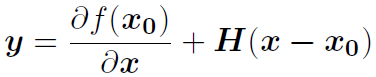 y = ∂f(x₀)/∂x + H(x − x₀)